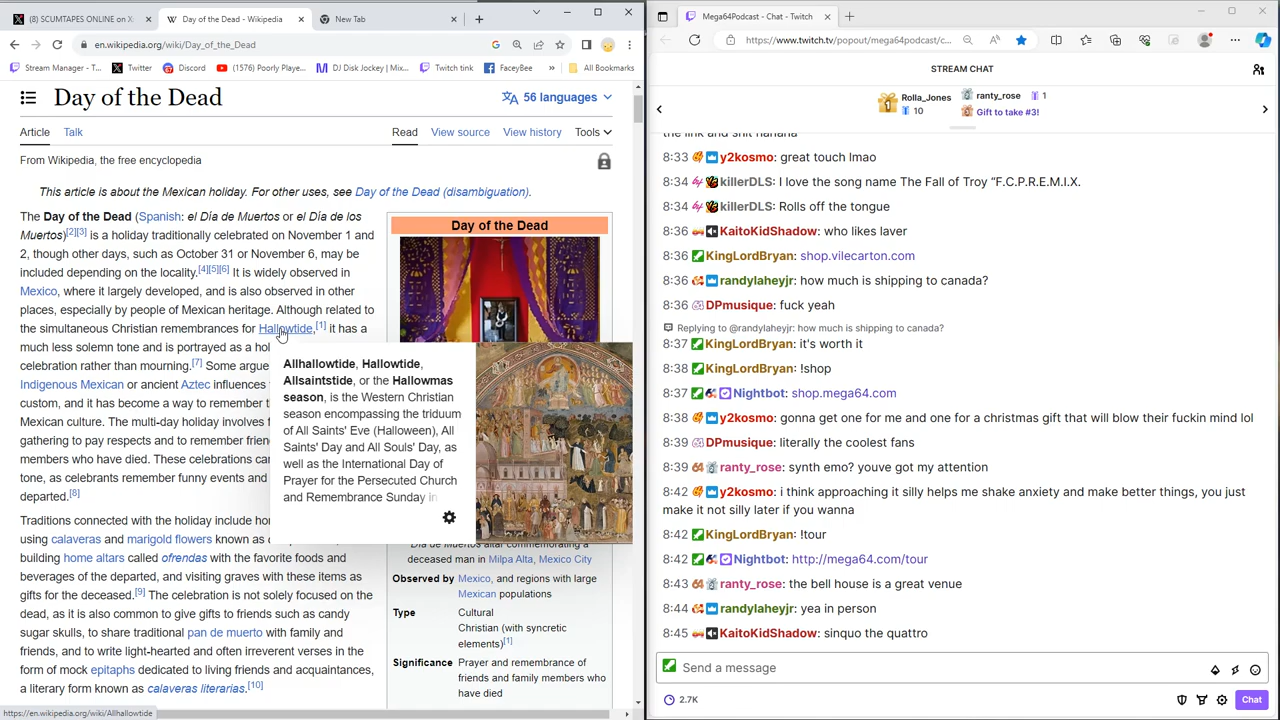 (8) SCUMTAPES ONLINE on X
Day of the Dead - Wikipedia
New Tab
en.wikipedia.org/wiki/Day_of_the_Dead
Stream Manager - T...
Twitter
Discord
(1576) Poorly Playe...
DJ Disk Jockey | Mix...
Twitch tink
FaceyBee
»
All Bookmarks
Day of the Dead
56 languages
Article
Talk
Read
View source
View history
Tools
From Wikipedia, the free encyclopedia
This article is about the Mexican holiday. For other uses, see Day of the Dead (disambiguation).
The Day of the Dead (Spanish: el Día de Muertos or el Día de los
Muertos)[2][3] is a holiday traditionally celebrated on November 1 and
2, though other days, such as October 31 or November 6, may be
included depending on the locality.[4][5][6] It is widely observed in
Mexico, where it largely developed, and is also observed in other
places, especially by people of Mexican heritage. Although related to
the simultaneous Christian remembrances for Hallowtide,[1] it has a
much less solemn tone and is portrayed as a hol
celebration rather than mourning.[7] Some argue
Indigenous Mexican or ancient Aztec influences
custom, and it has become a way to remember t
Mexican culture. The multi-day holiday involves f
gathering to pay respects and to remember frien
members who have died. These celebrations can
tone, as celebrants remember funny events and
departed.[8]
Traditions connected with the holiday include hon
using calaveras and marigold flowers known as c
building home altars called ofrendas with the favorite foods and
beverages of the departed, and visiting graves with these items as
gifts for the deceased.[9] The celebration is not solely focused on the
dead, as it is also common to give gifts to friends such as candy
sugar skulls, to share traditional pan de muerto with family and
friends, and to write light-hearted and often irreverent verses in the
form of mock epitaphs dedicated to living friends and acquaintances,
a literary form known as calaveras literarias.[10]
Day of the Dead
Allhallowtide, Hallowtide,
Allsaintstide, or the Hallowmas
season, is the Western Christian
season encompassing the triduum
of All Saints' Eve (Halloween), All
Saints' Day and All Souls' Day, as
well as the International Day of
Prayer for the Persecuted Church
and Remembrance Sunday in
Día de Muertos altar commemorating a
deceased man in Milpa Alta, Mexico City
Observed by Mexico, and regions with large
Mexican populations
Type Cultural
Christian (with syncretic
elements)[1]
Significance Prayer and remembrance of
friends and family members who
have died
https://en.wikipedia.org/wiki/Allhallowtide
Mega64Podcast - Chat - Twitch
https://www.twitch.tv/popout/mega64podcast/c...
STREAM CHAT
1
Rolla_Jones
10
ranty_rose 1
Gift to take #3!
the link and shit hahaha
8:33 y2kosmo: great touch lmao
8:34 killerDLS: I love the song name The Fall of Troy “F.C.P.R.E.M.I.X.
8:34 killerDLS: Rolls off the tongue
8:36 KaitoKidShadow: who likes laver
8:36 KingLordBryan: shop.vilecarton.com
8:36 randylaheyjr: how much is shipping to canada?
8:36 DPmusique: fuck yeah
Replying to @randylaheyjr: how much is shipping to canada?
8:37 KingLordBryan: it's worth it
8:38 KingLordBryan: !shop
8:37 Nightbot: shop.mega64.com
8:38 y2kosmo: gonna get one for me and one for a christmas gift that will blow their fuckin mind lol
8:39 DPmusique: literally the coolest fans
8:39 ranty_rose: synth emo? youve got my attention
8:42 y2kosmo: i think approaching it silly helps me shake anxiety and make better things, you just
make it not silly later if you wanna
8:42 KingLordBryan: !tour
8:42 Nightbot: http://mega64.com/tour
8:43 ranty_rose: the bell house is a great venue
8:44 randylaheyjr: yea in person
8:45 KaitoKidShadow: sinquo the quattro
Send a message
2.7K
Chat